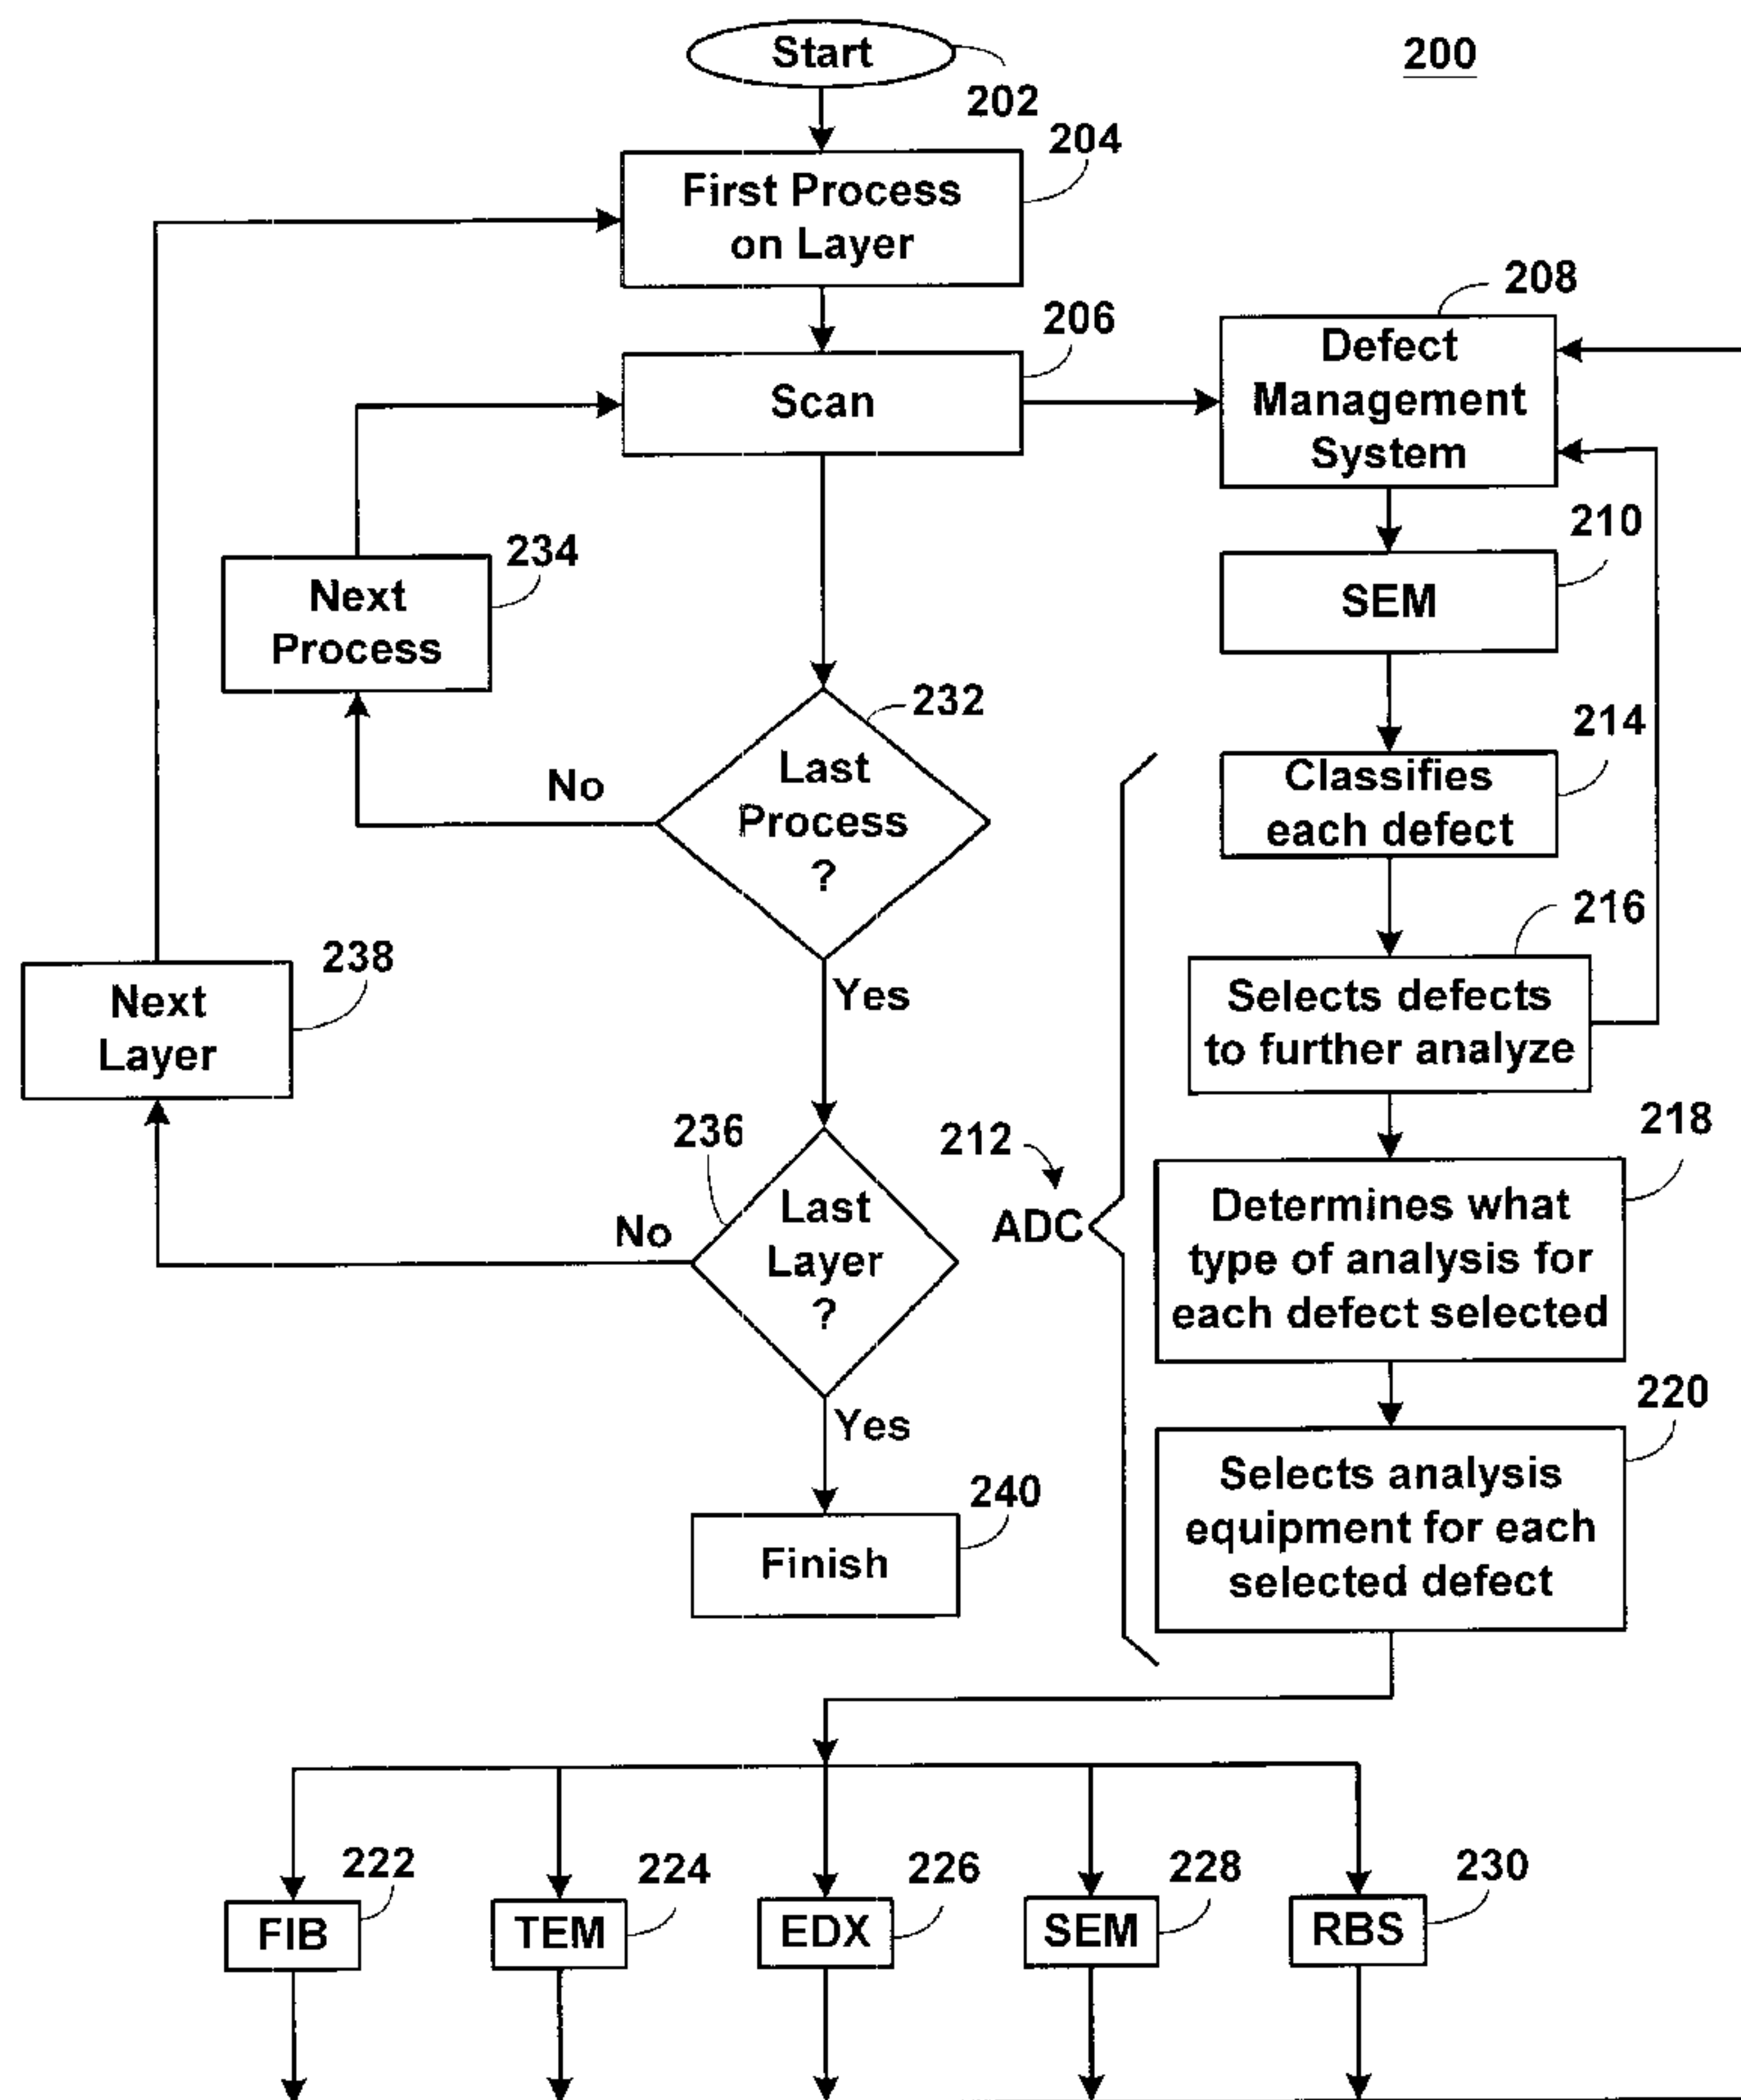 Start
200
202
204
First Process
on Layer
208
206
Scan
Defect
Management
System
210
234
Next
Process
SEM
232
214
Last
Process
?
No
Classifies
each defect
216
238
Next
Layer
Yes
Selects defects
to further analyze
236
212
218
Last
Layer
?
No
ADC
Determines what
type of analysis for
each defect selected
220
Yes
240
Finish
Selects analysis
equipment for each
selected defect
222
224
226
228
230
FIB
TEM
EDX
SEM
RBS